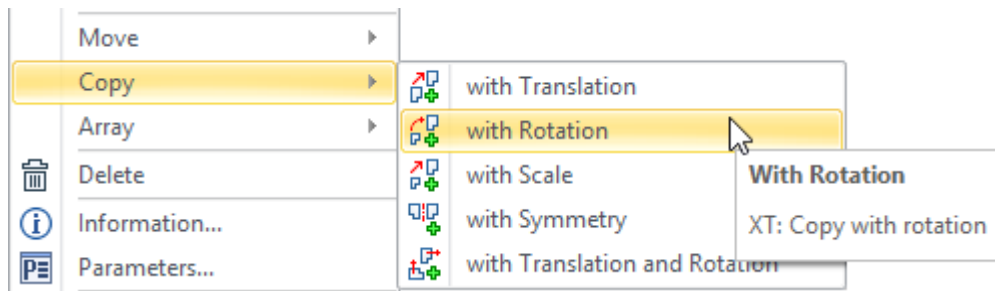 Move
Copy
Array
Delete
Information...
Parameters...
with Translation
with Rotation
with Scale
with Symmetry
with Translation and Rotation
With Rotation
XT: Copy with rotation